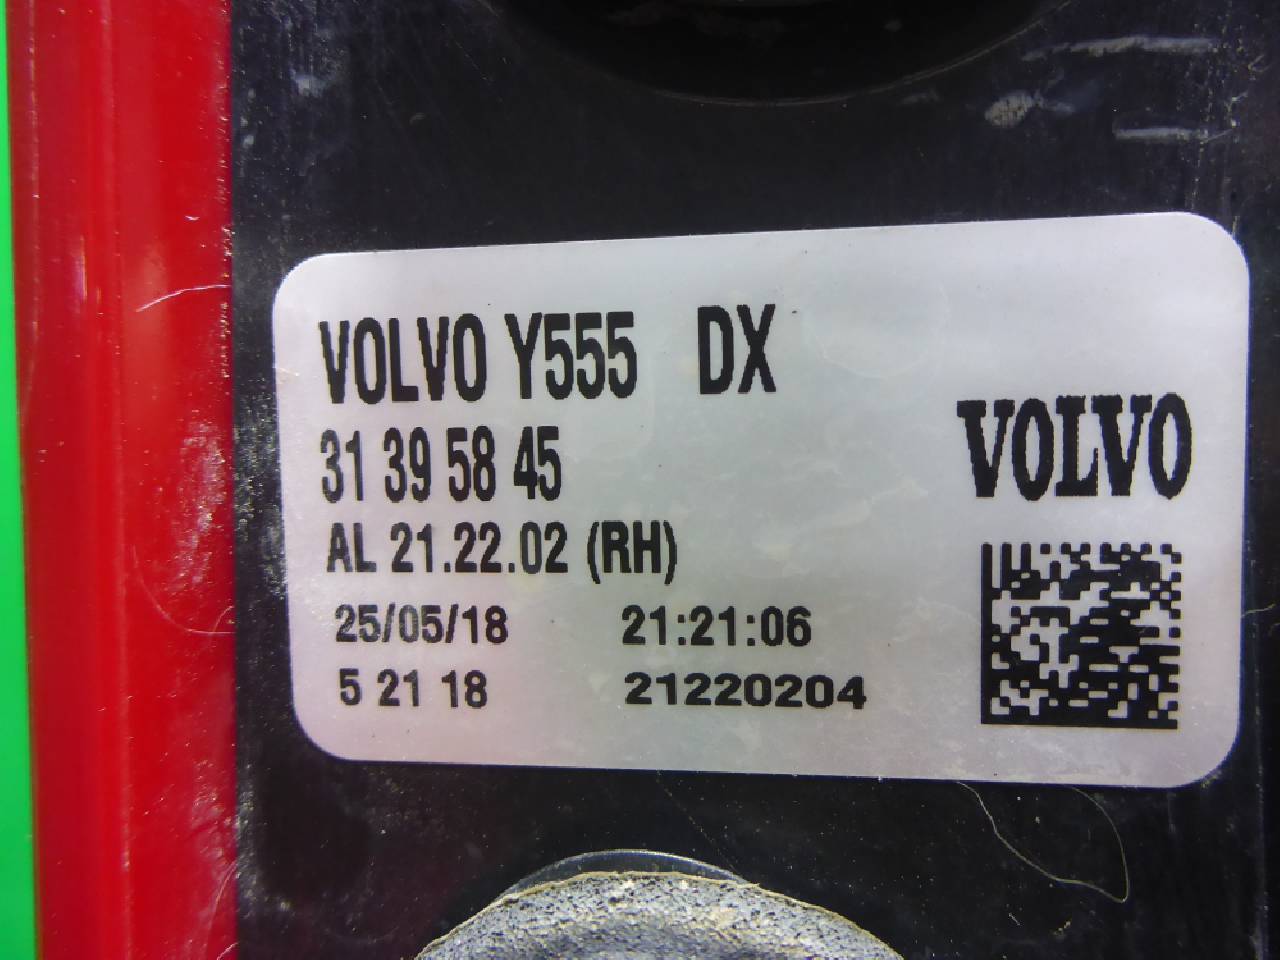 VOLVO Y555 DX
31 39 58 45
VOLVO
AL 21.22.02 (RH)
25/05/18 21:21:06
5 21 18 21220204